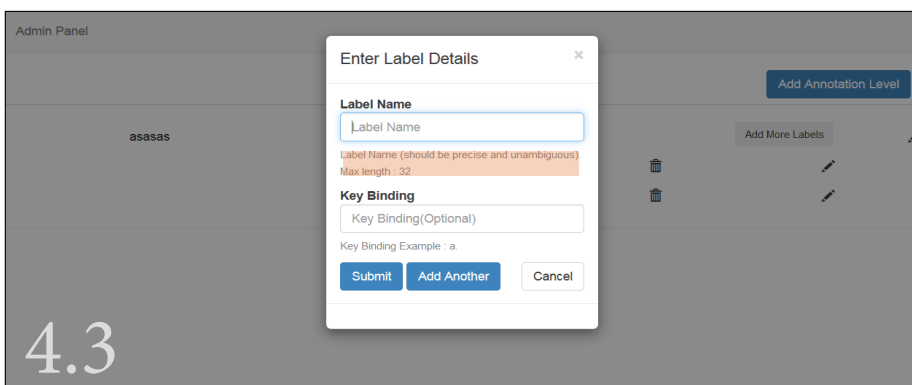 Admin Panel
Enter Label Details
×
Add Annotation Level
Label Name
Label Name
Label Name (should be precise and unambiguous).
Max length : 32
asasas
Add More Labels
Key Binding
Key Binding(Optional)
Key Binding Example : a.
Submit
Add Another
Cancel
4.3